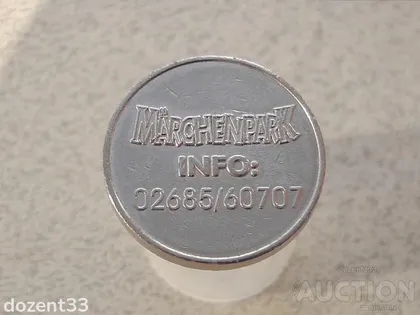 MÄRCHENPARK
INFO:
02685/60707
AUCTION
dozent33